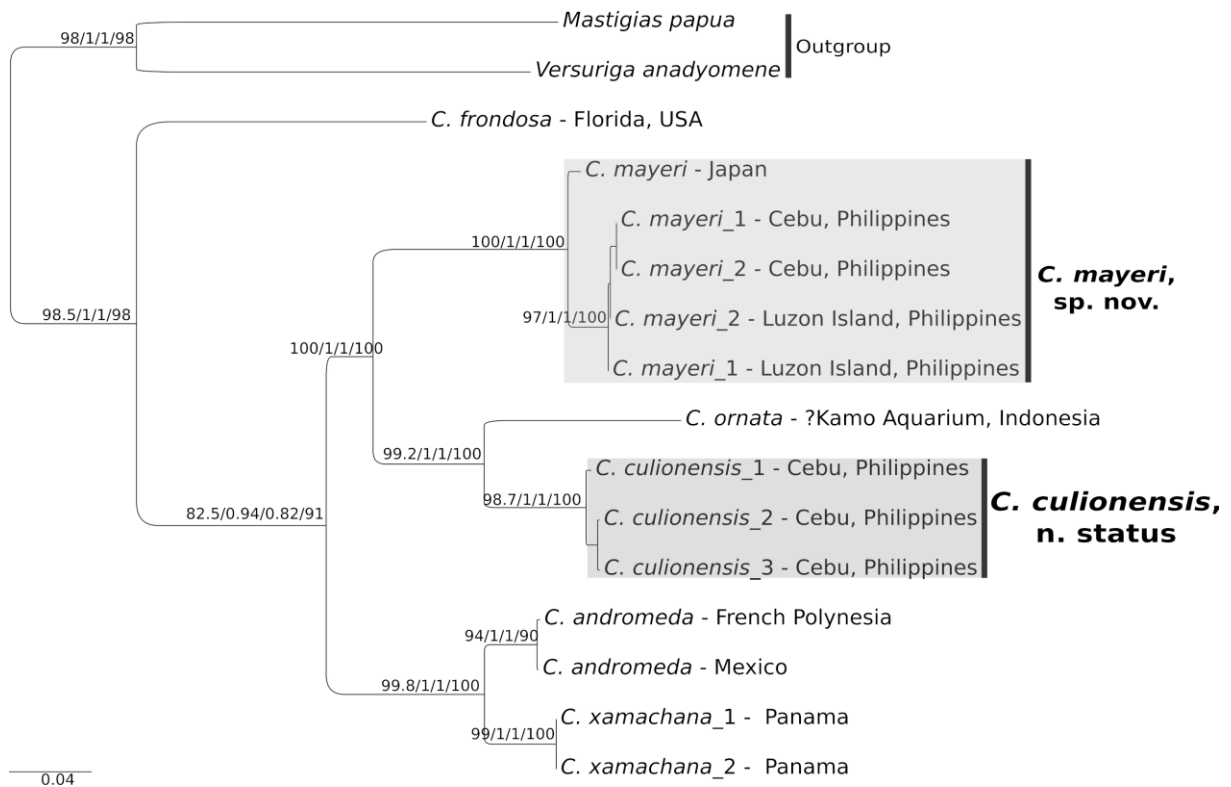 Mastigias papua
98/1/1/98
Outgroup
Versuriga anadyomene
C. frondosa - Florida, USA
C. mayeri - Japan
C. mayeri_1 - Cebu, Philippines
100/1/1/100
C. mayeri_2 - Cebu, Philippines
C. mayeri,
sp. nov.
98.5/1/1/98
97/1/1/100
C. mayeri_2 - Luzon Island, Philippines
100/1/1/100
C. mayeri_1 - Luzon Island, Philippines
C. ornata - ?Kamo Aquarium, Indonesia
99.2/1/1/100
C. culionensis_1 - Cebu, Philippines
98.7/1/1/100
C. culionensis,
n. status
82.5/0.94/0.82/91
C. culionensis_2 - Cebu, Philippines
C. culionensis_3 - Cebu, Philippines
C. andromeda - French Polynesia
94/1/1/90
C. andromeda - Mexico
99.8/1/1/100
C. xamachana_1 - Panama
99/1/1/100
C. xamachana_2 - Panama
0.04